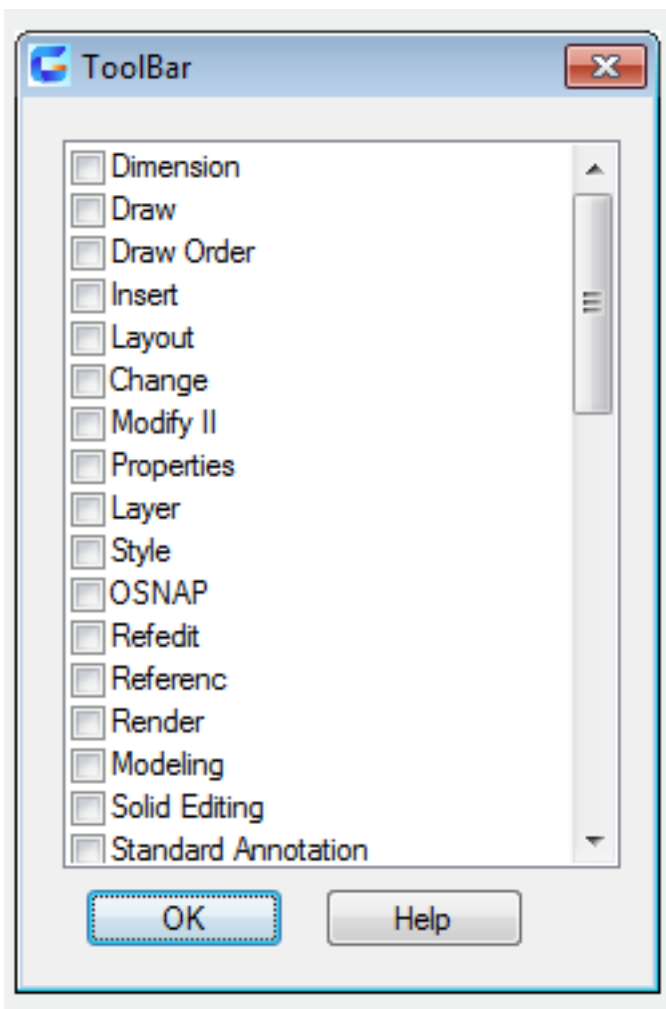 ToolBar
Dimension
Draw
Draw Order
Insert
Layout
Change
Modify II
Properties
Layer
Style
OSNAP
Refedit
Referenc
Render
Modeling
Solid Editing
Standard Annotation
OK Help